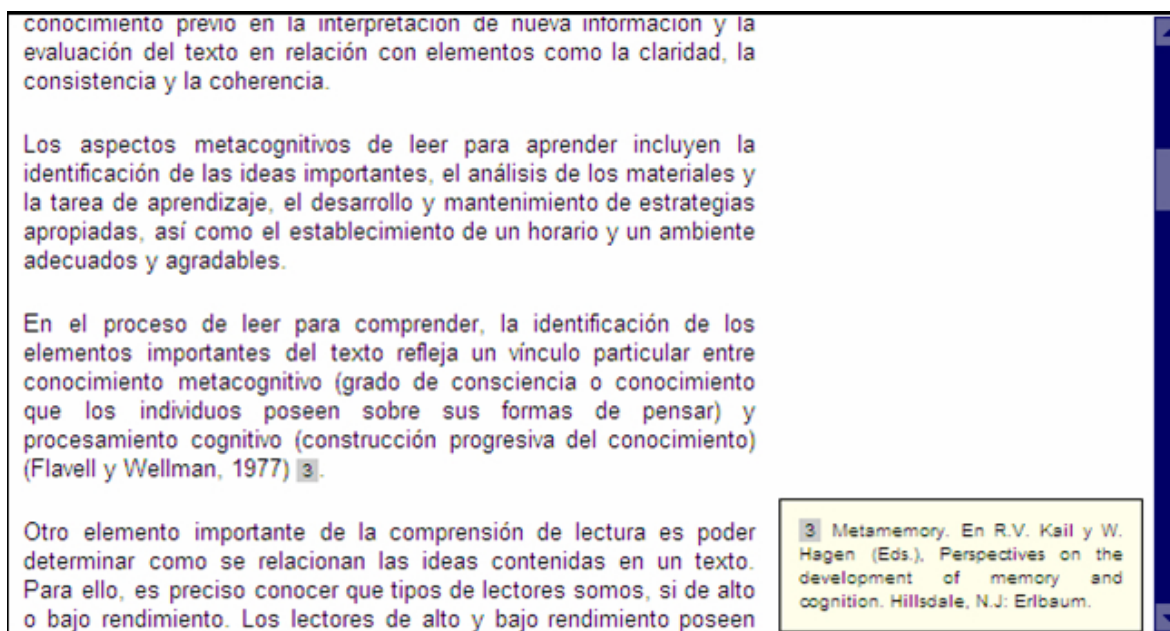 conocimiento previo en la interpretación de nueva información y la
evaluación del texto en relación con elementos como la claridad, la
consistencia y la coherencia.
Los aspectos metacognitivos de leer para aprender incluyen la
identificación de las ideas importantes, el análisis de los materiales y
la tarea de aprendizaje, el desarrollo y mantenimiento de estrategias
apropiadas, así como el establecimiento de un horario y un ambiente
adecuados y agradables.
En el proceso de leer para comprender, la identificación de los
elementos importantes del texto refleja un vínculo particular entre
conocimiento metacognitivo (grado de consciencia o conocimiento
que los individuos poseen sobre sus formas de pensar) y
procesamiento cognitivo (construcción progresiva del conocimiento)
(Flavell y Wellman, 1977) 3.
Otro elemento importante de la comprensión de lectura es poder
determinar como se relacionan las ideas contenidas en un texto.
Para ello, es preciso conocer que tipos de lectores somos, si de alto
o bajo rendimiento. Los lectores de alto y bajo rendimiento poseen
3 Metamemory. En R.V. Kail y W.
Hagen (Eds.), Perspectives on the
development of memory and
cognition. Hillsdale, N.J: Erlbaum.